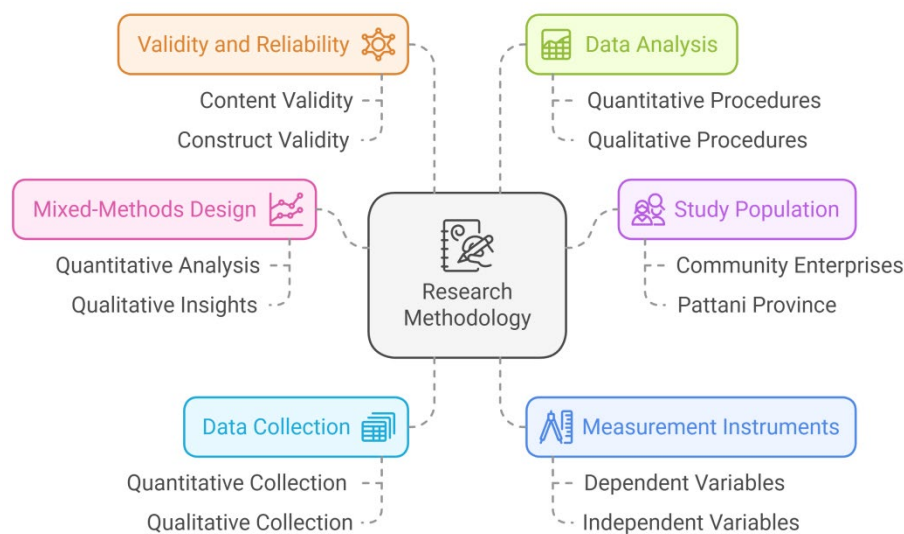 Validity and Reliability
Content Validity
Construct Validity
Data Analysis
Quantitative Procedures
Qualitative Procedures
Mixed-Methods Design
Quantitative Analysis
Qualitative Insights
Research
Methodology
Study Population
Community Enterprises
Pattani Province
Data Collection
Quantitative Collection
Qualitative Collection
Measurement Instruments
Dependent Variables
Independent Variables